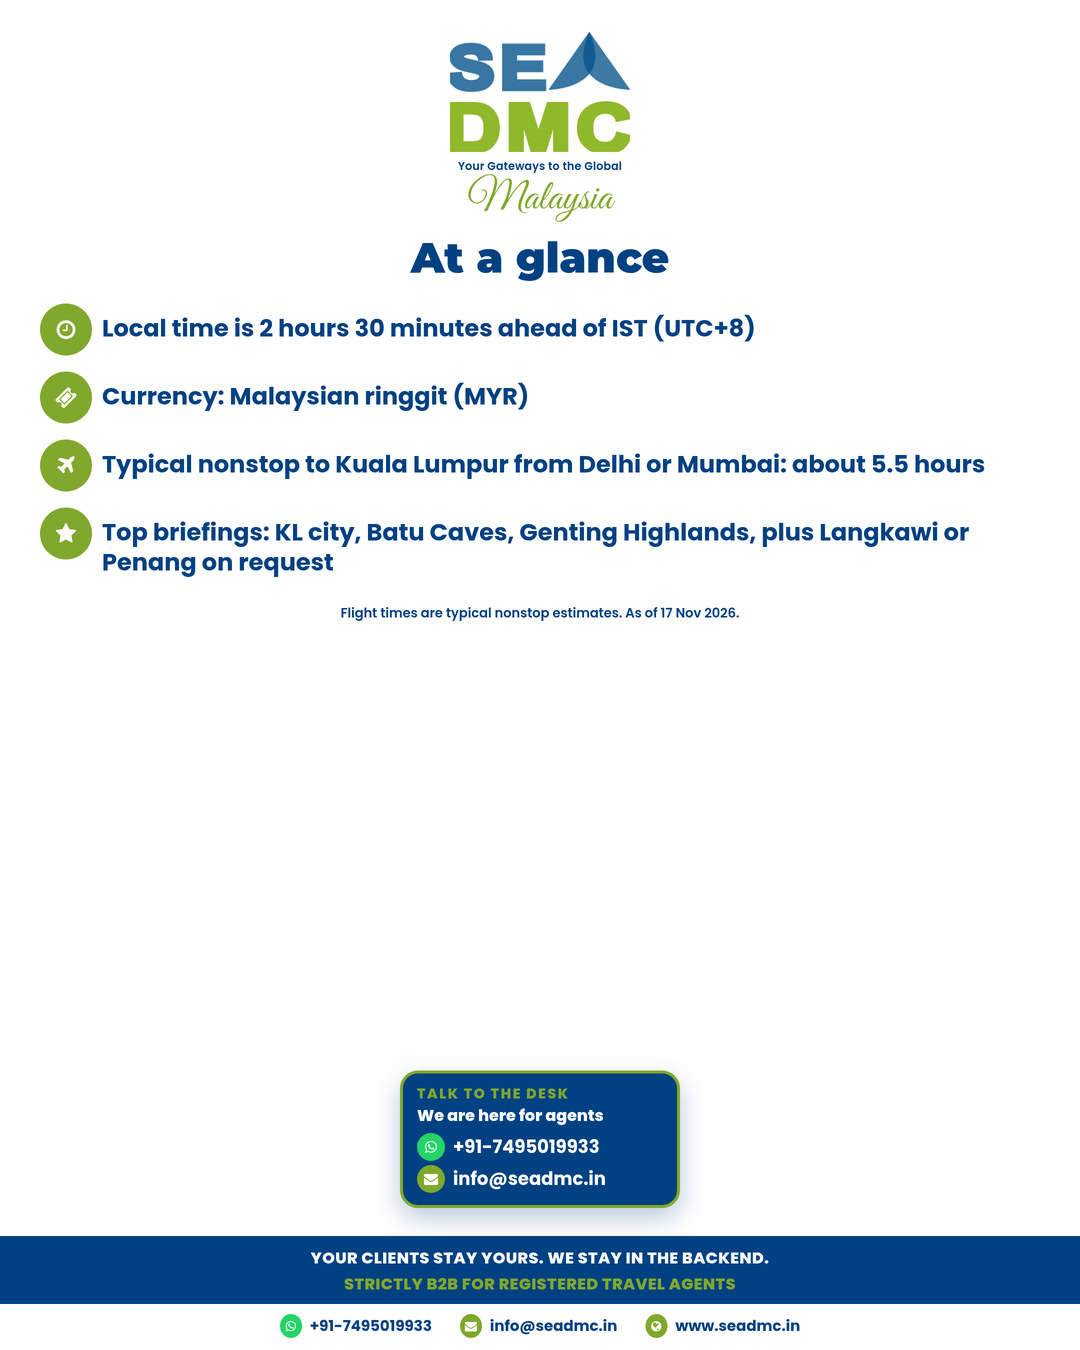 SEA
DMC
Your Gateways to the Global
Malaysia
At a glance
Local time is 2 hours 30 minutes ahead of IST (UTC+8)
Currency: Malaysian ringgit (MYR)
Typical nonstop to Kuala Lumpur from Delhi or Mumbai: about 5.5 hours
Top briefings: KL city, Batu Caves, Genting Highlands, plus Langkawi or
Penang on request
Flight times are typical nonstop estimates. As of 17 Nov 2026.
TALK TO THE DESK
We are here for agents
+91-7495019933
info@seadmc.in
YOUR CLIENTS STAY YOURS. WE STAY IN THE BACKEND.
STRICTLY B2B FOR REGISTERED TRAVEL AGENTS
+91-7495019933 info@seadmc.in www.seadmc.in